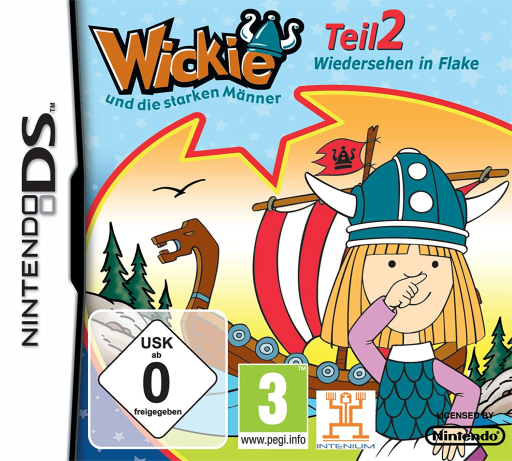 Wickie
und die starken Männer
Teil 2
Wiedersehen in Flake
NINTENDO DS™
USK
ab
0
freigegeben
3
™
www.pegi.info
INTENIUM
LICENSED BY
Nintendo